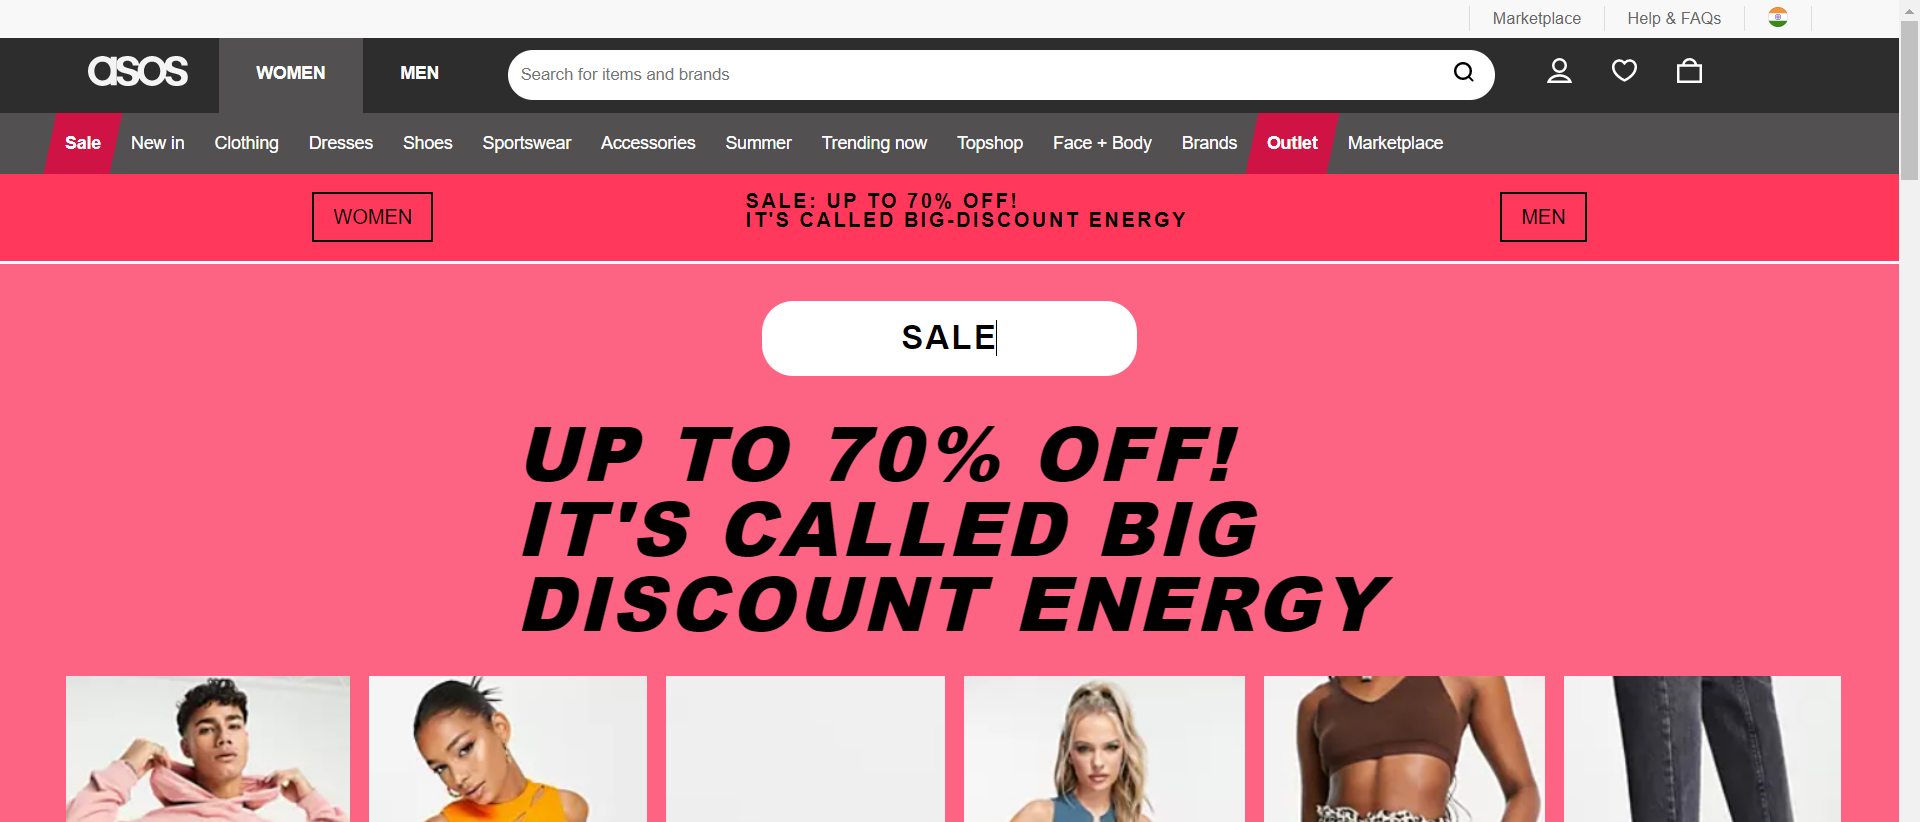 Marketplace
Help & FAQs
asos
WOMEN
MEN
Search for items and brands
Sale
New in
Clothing
Dresses
Shoes
Sportswear
Accessories
Summer
Trending now
Topshop
Face + Body
Brands
Outlet
Marketplace
WOMEN
SALE: UP TO 70% OFF!
IT'S CALLED BIG-DISCOUNT ENERGY
MEN
SALE
UP TO 70% OFF!
IT'S CALLED BIG
DISCOUNT ENERGY